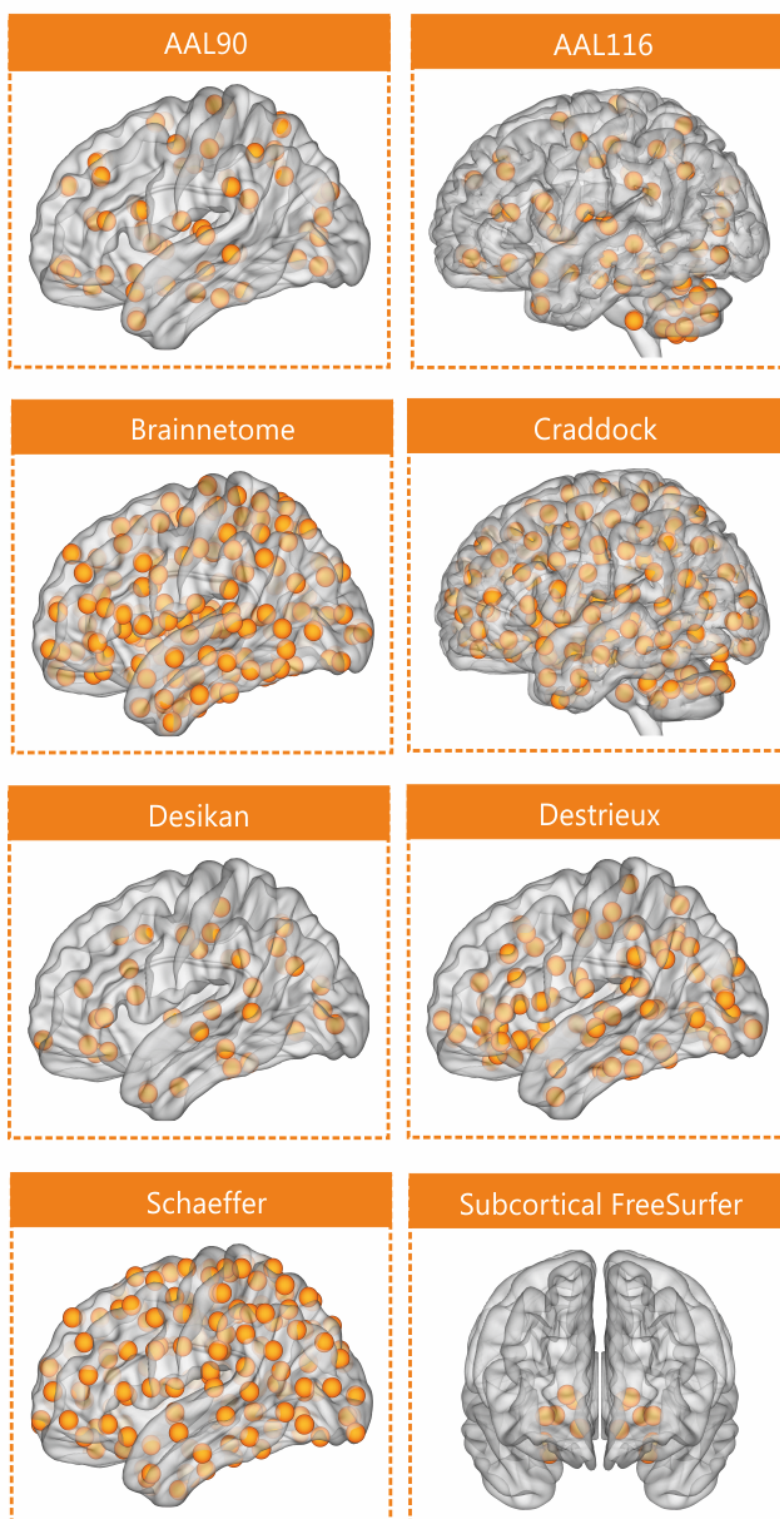 AAL90
AAL116
Brainnetome
Craddock
Desikan
Destrieux
Schaeffer
Subcortical FreeSurfer